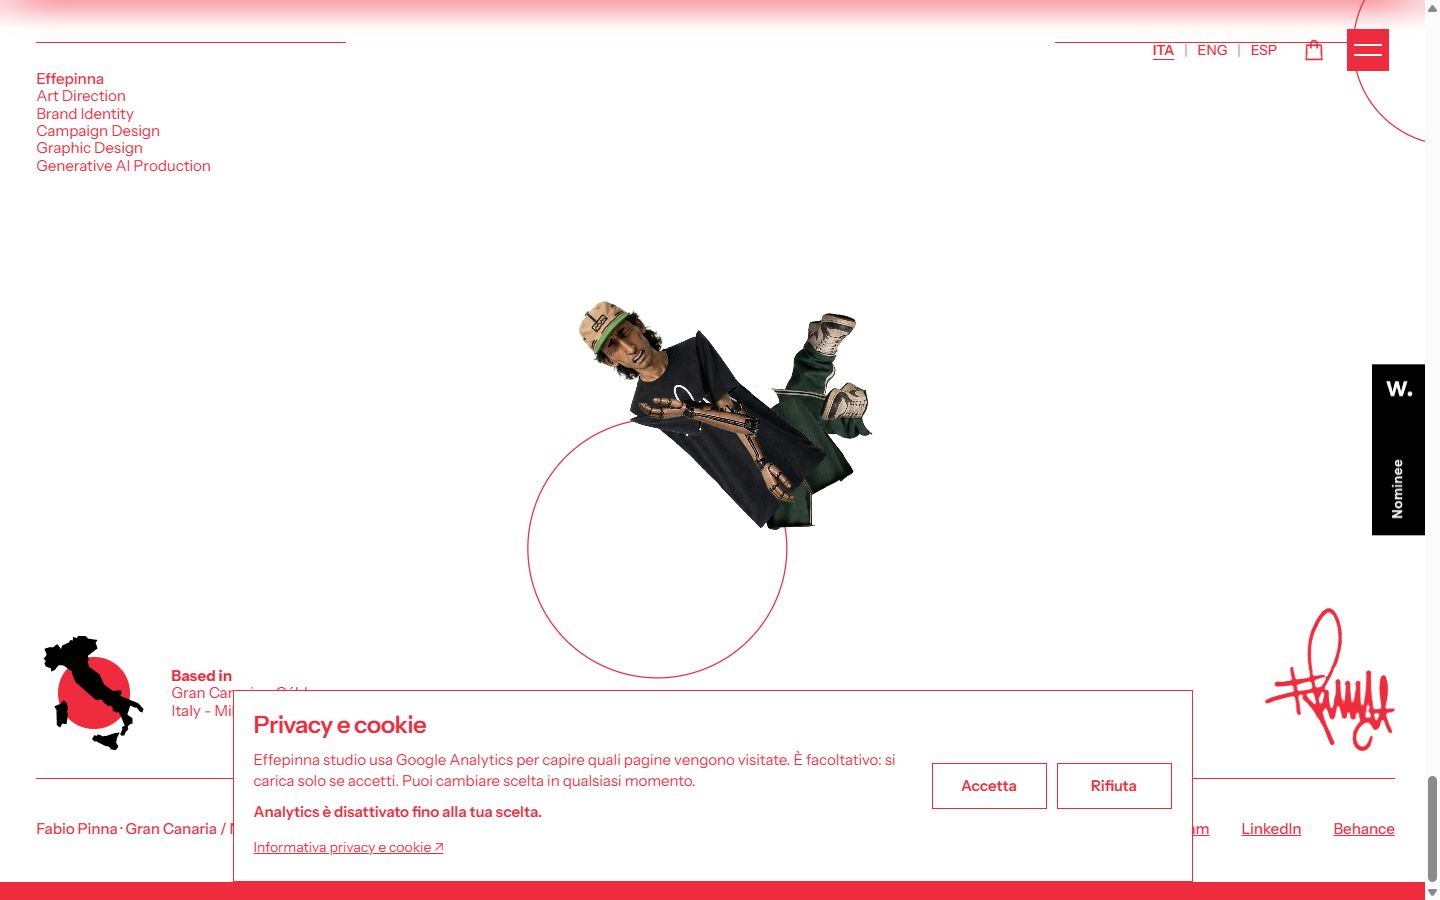 ITA | ENG | ESP
Effepinna
Art Direction
Brand Identity
Campaign Design
Graphic Design
Generative AI Production
W.
Nominee
Based in
Gran
Italy -
Privacy e cookie
Effepinna studio usa Google Analytics per capire quali pagine vengono visitate. È facoltativo: si
carica solo se accetti. Puoi cambiare scelta in qualsiasi momento.
Analytics è disattivato fino alla tua scelta.
Informativa privacy e cookie ↗
Accetta
Rifiuta
Fabio Pinna · Gran Canaria /
LinkedIn
Behance